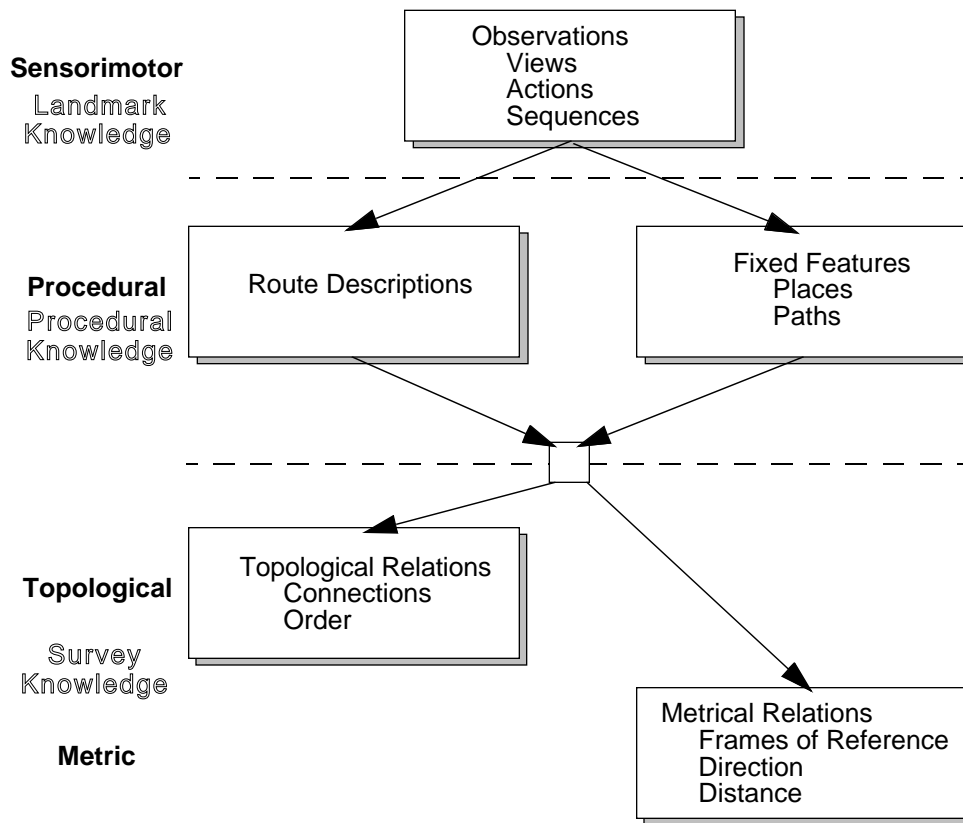 Sensorimotor
Landmark
Knowledge
Observations
Views
Actions
Sequences
Procedural
Procedural
Knowledge
Route Descriptions
Fixed Features
Places
Paths
Topological
Topological Relations
Connections
Order
Survey
Knowledge
Metric
Metrical Relations
Frames of Reference
Direction
Distance